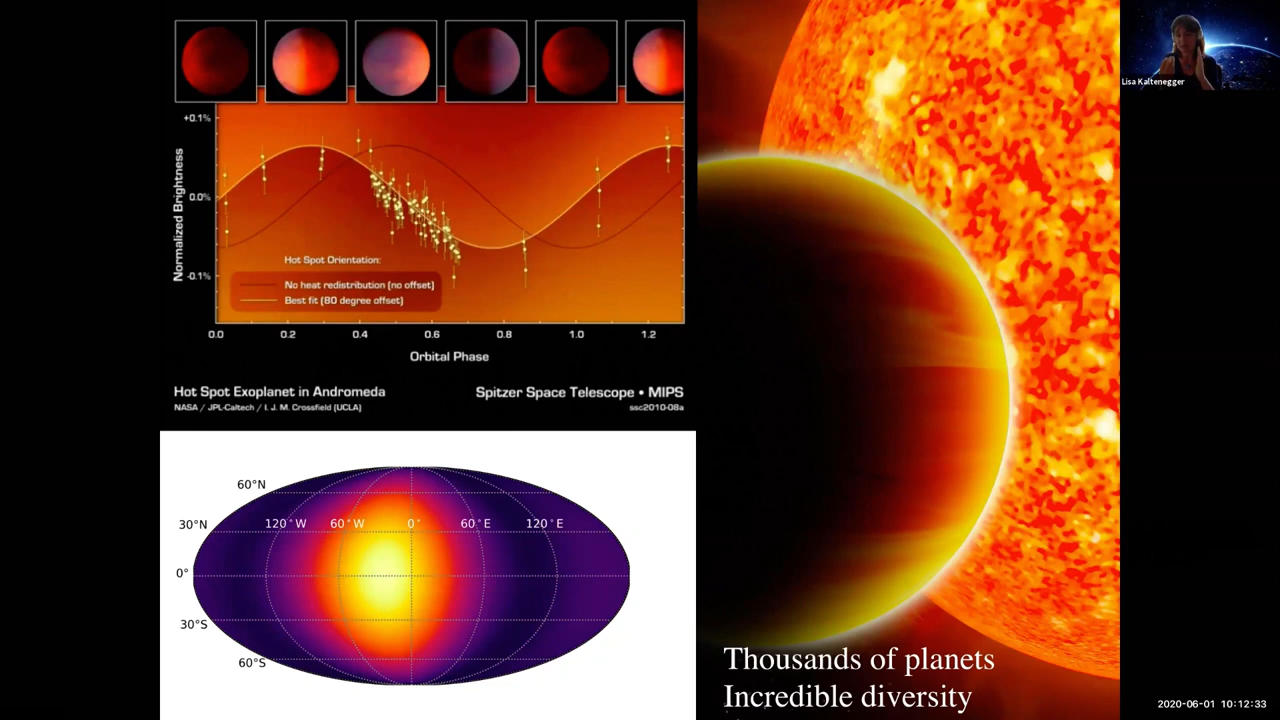 +0.1%
0.0%
-0.1%
Normalized Brightness
Hot Spot Orientation:
No heat redistribution (no offset)
Best fit (80 degree offset)
0.0 0.2 0.4 0.6 0.8 1.0 1.2
Orbital Phase
Hot Spot Exoplanet in Andromeda
NASA / JPL-Caltech / I. J. M. Crossfield (UCLA)
Spitzer Space Telescope • MIPS
ssc2010-08a
60°N
30°N
120°W 60°W 0° 60°E 120°E
0°
30°S
60°S
Thousands of planets
Incredible diversity
Lisa Kaltenegger
2020-06-01 10:12:33